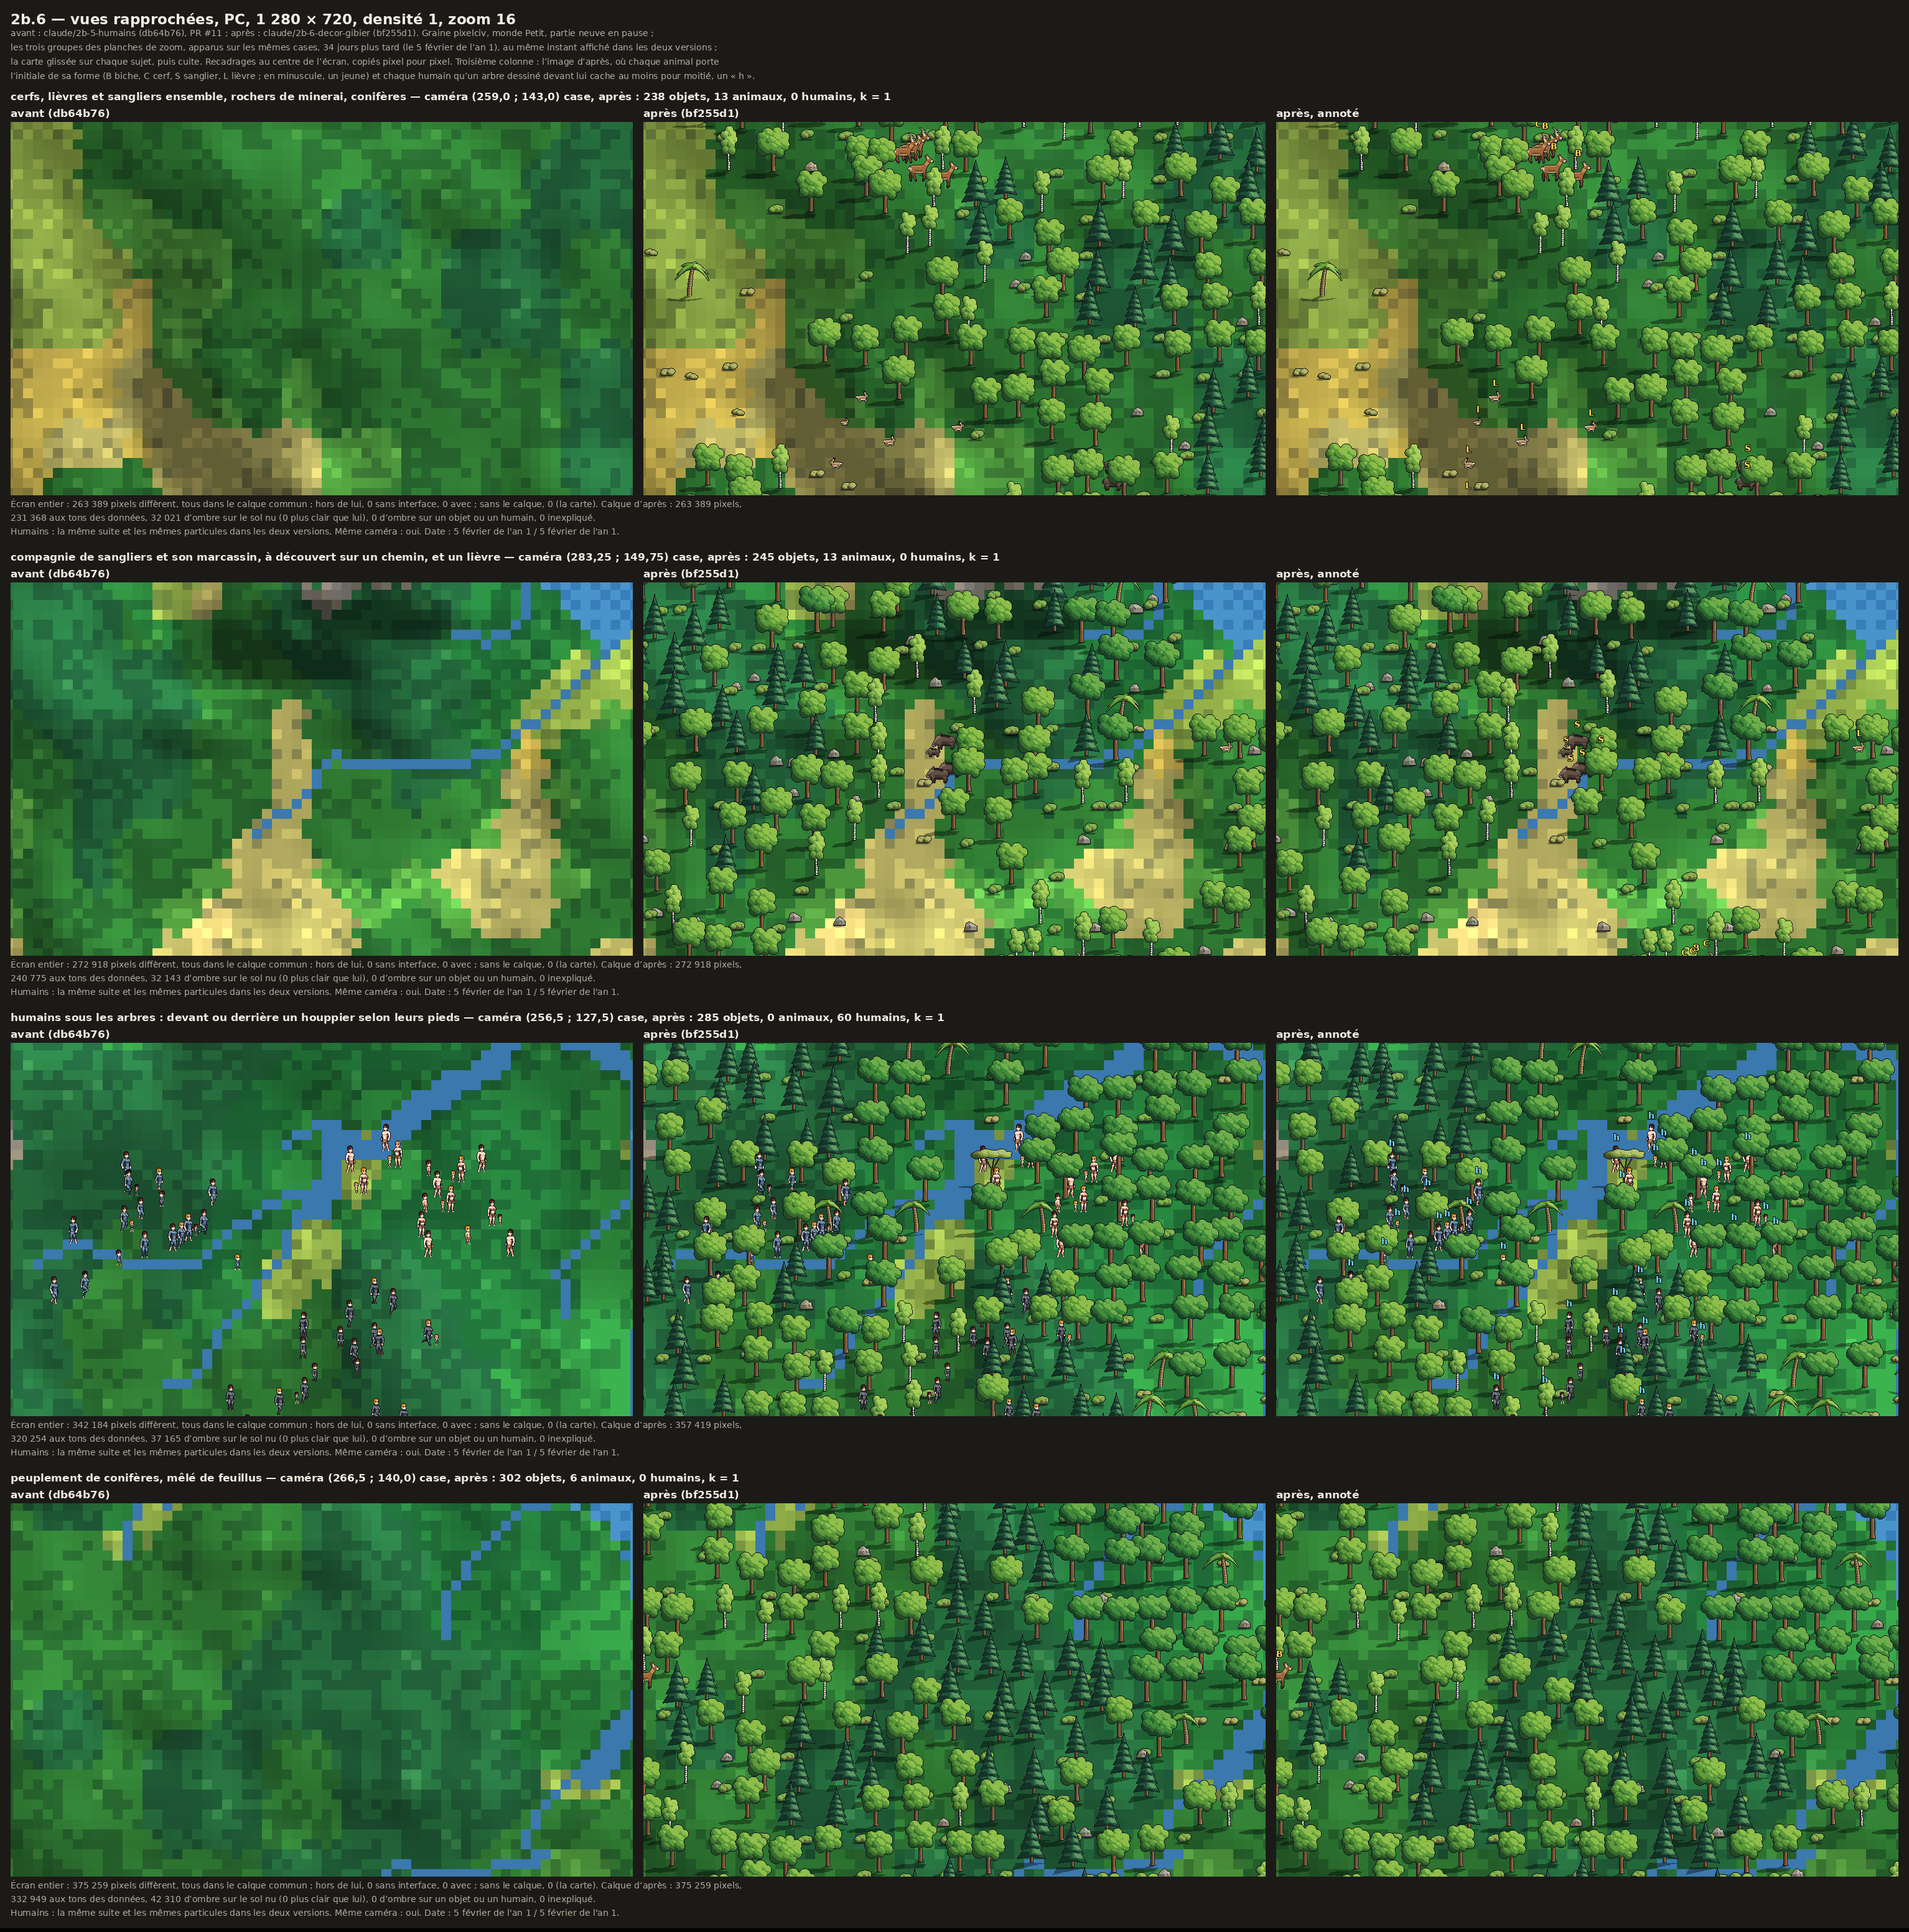 2b.6 — vues rapprochées, PC, 1 280 × 720, densité 1, zoom 16
avant : claude/2b-5-humains (db64b76), PR #11 ; après : claude/2b-6-decor-gibier (bf255d1). Graine pixelciv, monde Petit, partie neuve en pause ;
les trois groupes des planches de zoom, apparus sur les mêmes cases, 34 jours plus tard (le 5 février de l’an 1), au même instant affiché dans les deux versions ;
la carte glissée sur chaque sujet, puis cuite. Recadrages au centre de l’écran, copiés pixel pour pixel. Troisième colonne : l’image d’après, où chaque animal porte
l’initiale de sa forme (B biche, C cerf, S sanglier, L lièvre ; en minuscule, un jeune) et chaque humain qu’un arbre dessiné devant lui cache au moins pour moitié, un « h ».
cerfs, lièvres et sangliers ensemble, rochers de minerai, conifères — caméra (259,0 ; 143,0) case, après : 238 objets, 13 animaux, 0 humains, k = 1
avant (db64b76)
après (bf255d1)
après, annoté
Écran entier : 263 389 pixels diffèrent, tous dans le calque commun ; hors de lui, 0 sans interface, 0 avec ; sans le calque, 0 (la carte). Calque d’après : 263 389 pixels,
231 368 aux tons des données, 32 021 d’ombre sur le sol nu (0 plus clair que lui), 0 d’ombre sur un objet ou un humain, 0 inexpliqué.
Humains : la même suite et les mêmes particules dans les deux versions. Même caméra : oui. Date : 5 février de l'an 1 / 5 février de l'an 1.
compagnie de sangliers et son marcassin, à découvert sur un chemin, et un lièvre — caméra (283,25 ; 149,75) case, après : 245 objets, 13 animaux, 0 humains, k = 1
avant (db64b76)
après (bf255d1)
après, annoté
Écran entier : 272 918 pixels diffèrent, tous dans le calque commun ; hors de lui, 0 sans interface, 0 avec ; sans le calque, 0 (la carte). Calque d’après : 272 918 pixels,
240 775 aux tons des données, 32 143 d’ombre sur le sol nu (0 plus clair que lui), 0 d’ombre sur un objet ou un humain, 0 inexpliqué.
Humains : la même suite et les mêmes particules dans les deux versions. Même caméra : oui. Date : 5 février de l'an 1 / 5 février de l'an 1.
humains sous les arbres : devant ou derrière un houppier selon leurs pieds — caméra (256,5 ; 127,5) case, après : 285 objets, 0 animaux, 60 humains, k = 1
avant (db64b76)
après (bf255d1)
après, annoté
Écran entier : 342 184 pixels diffèrent, tous dans le calque commun ; hors de lui, 0 sans interface, 0 avec ; sans le calque, 0 (la carte). Calque d’après : 357 419 pixels,
320 254 aux tons des données, 37 165 d’ombre sur le sol nu (0 plus clair que lui), 0 d’ombre sur un objet ou un humain, 0 inexpliqué.
Humains : la même suite et les mêmes particules dans les deux versions. Même caméra : oui. Date : 5 février de l'an 1 / 5 février de l'an 1.
peuplement de conifères, mêlé de feuillus — caméra (266,5 ; 140,0) case, après : 302 objets, 6 animaux, 0 humains, k = 1
avant (db64b76)
après (bf255d1)
après, annoté
Écran entier : 375 259 pixels diffèrent, tous dans le calque commun ; hors de lui, 0 sans interface, 0 avec ; sans le calque, 0 (la carte). Calque d’après : 375 259 pixels,
332 949 aux tons des données, 42 310 d’ombre sur le sol nu (0 plus clair que lui), 0 d’ombre sur un objet ou un humain, 0 inexpliqué.
Humains : la même suite et les mêmes particules dans les deux versions. Même caméra : oui. Date : 5 février de l'an 1 / 5 février de l'an 1.